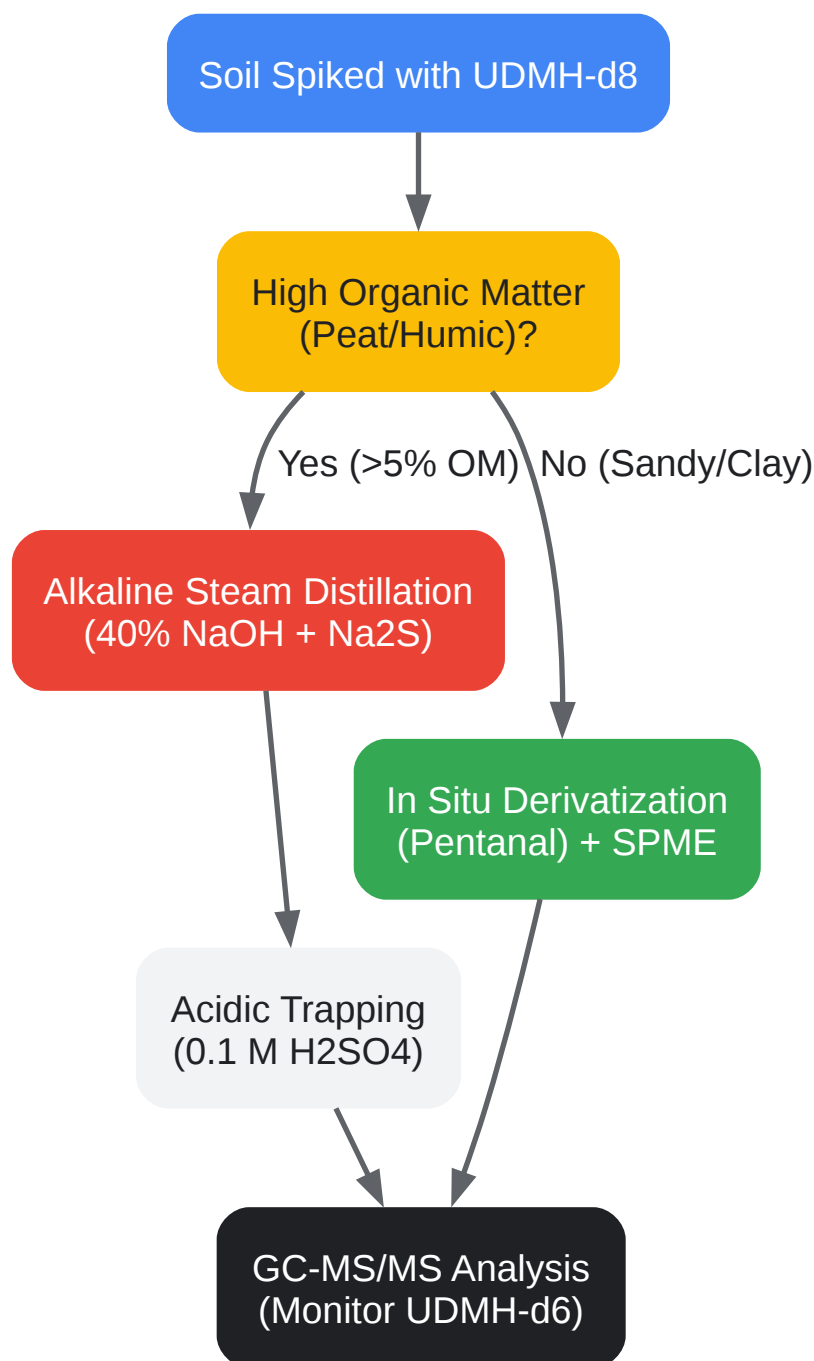 Soil Spiked with UDMH-d8
High Organic Matter
(Peat/Humic)?
Yes (>5% OM)
No (Sandy/Clay)
Alkaline Steam Distillation
(40% NaOH + Na2S)
In Situ Derivatization
(Pentanal) + SPME
Acidic Trapping
(0.1 M H2SO4)
GC-MS/MS Analysis
(Monitor UDMH-d6)